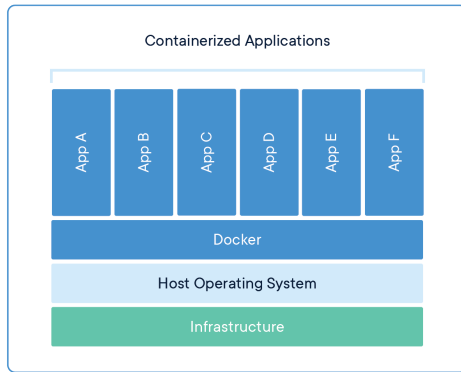 Containerized Applications
App A
App B
App C
App D
App E
App F
Docker
Host Operating System
Infrastructure